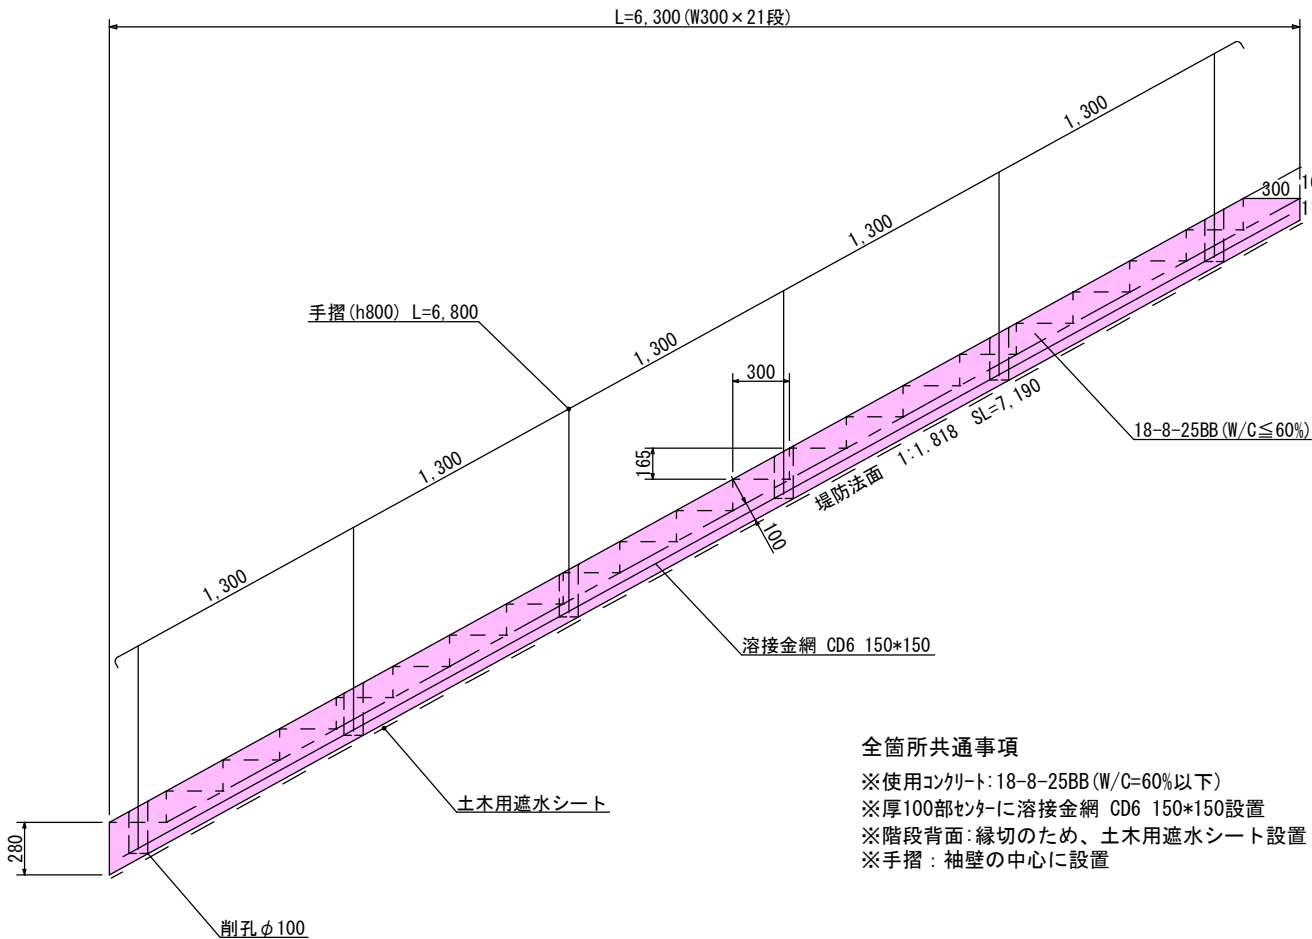 L=6,300(W300×21段)
1,300
1,300
300
1,300
手摺(h800) L=6,800
1,300
300
1,300
165
18-8-25BB(W/C≦60%)
堤防法面 1:1.818 SL=7,190
100
1,300
溶接金網 CD6 150*150
土木用遮水シート
280
削孔φ100
全箇所共通事項
※使用コンクリート:18-8-25BB(W/C=60%以下)
※厚100部センターに溶接金網 CD6 150*150設置
※階段背面:縁切のため、土木用遮水シート設置
※手摺:袖壁の中心に設置